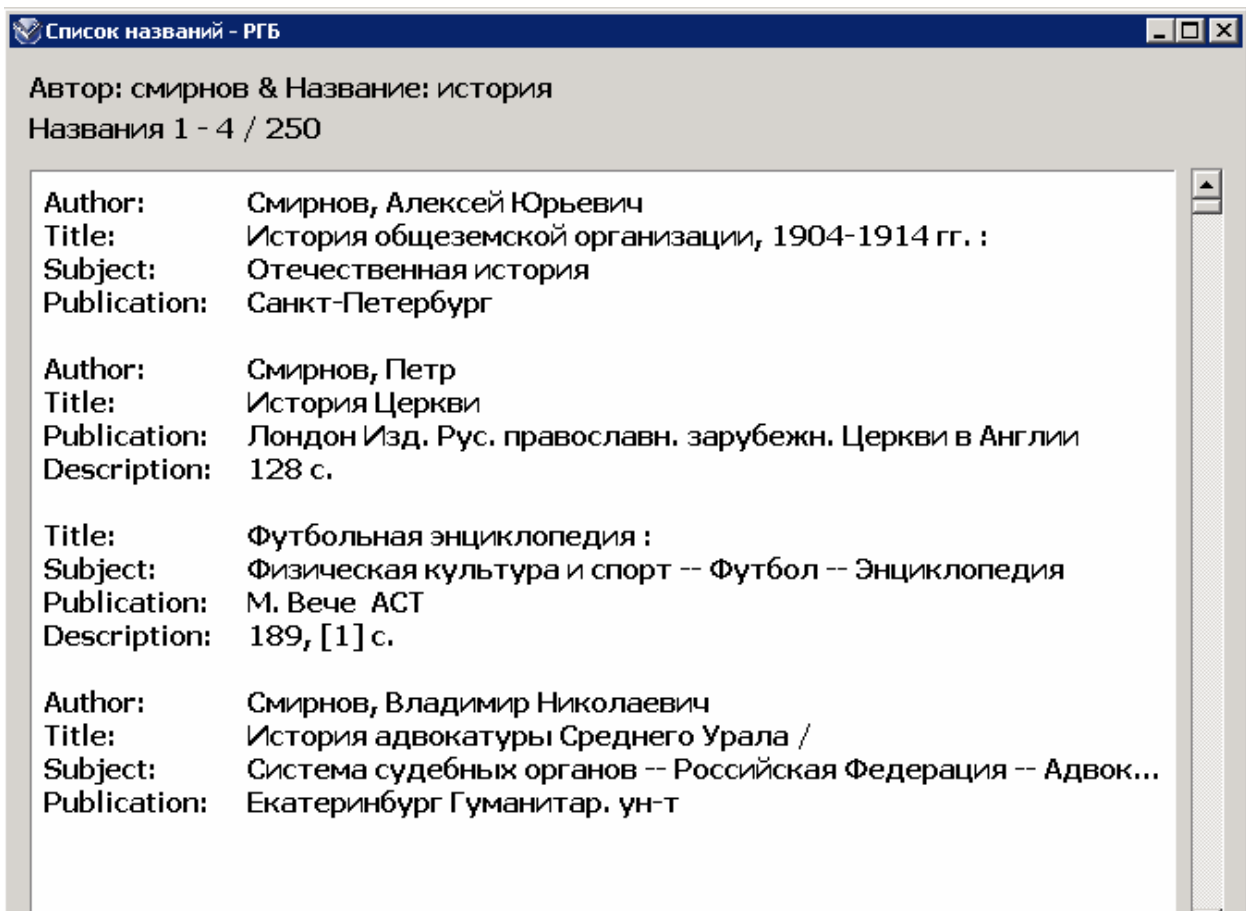 Список названий - РГБ
Автор: смирнов & Название: история
Названия 1 - 4 / 250
Author: Смирнов, Алексей Юрьевич
Title: История общеземской организации, 1904-1914 гг. :
Subject: Отечественная история
Publication: Санкт-Петербург
Author: Смирнов, Петр
Title: История Церкви
Publication: Лондон Изд. Рус. православн. зарубежн. Церкви в Англии
Description: 128 с.
Title: Футбольная энциклопедия :
Subject: Физическая культура и спорт -- Футбол -- Энциклопедия
Publication: М. Вече АСТ
Description: 189, [1] с.
Author: Смирнов, Владимир Николаевич
Title: История адвокатуры Среднего Урала /
Subject: Система судебных органов -- Российская Федерация -- Адвок...
Publication: Екатеринбург Гуманитар. ун-т